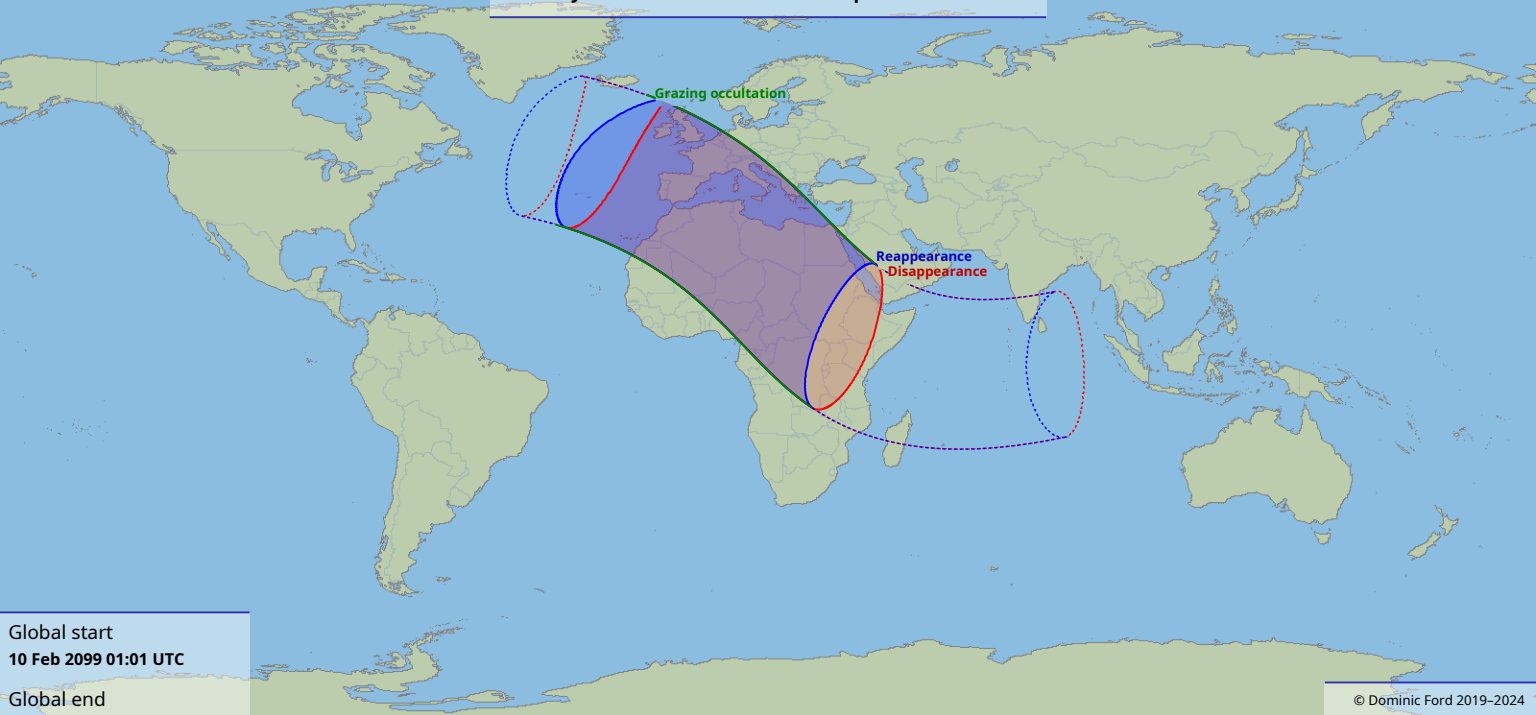 Grazing occultation
Reappearance
Disappearance
Global start
10 Feb 2099 01:01 UTC
Global end
© Dominic Ford 2019–2024